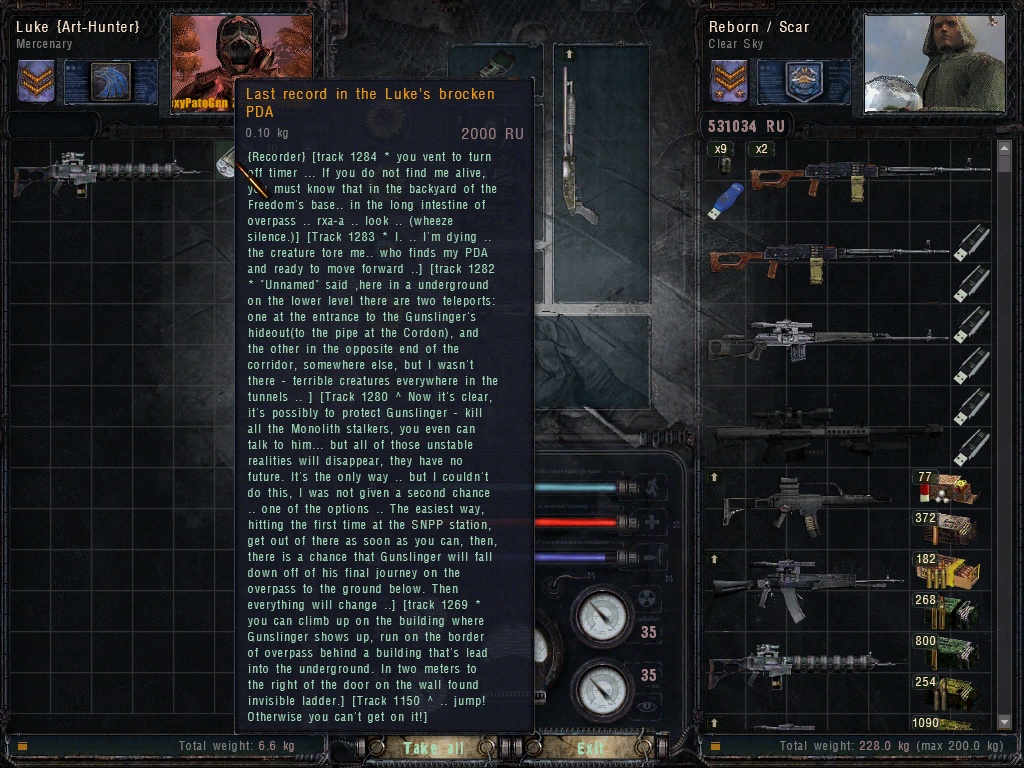 Luke {Art-Hunter}
Mercenary
oxyPatoGen
Reborn / Scar
Clear Sky
531034 RU
Last record in the Luke's brocken
PDA
0.10 kg
2000 RU
{Recorder} [track 1284 * you vent to turn
off timer ... If you do not find me alive,
you must know that in the backyard of the
Freedom's base.. in the long intestine of
overpass .. rxa-a .. look .. (wheeze
silence.)] [Track 1283 * I. .. I'm dying ..
the creature tore me.. who finds my PDA
and ready to move forward ..] [track 1282
* "Unnamed" said ,here in a underground
on the lower level there are two teleports:
one at the entrance to the Gunslinger's
hideout(to the pipe at the Cordon), and
the other in the opposite end of the
corridor, somewhere else, but I wasn't
there - terrible creatures everywhere in the
tunnels .. ] [Track 1280 ^ Now it's clear,
it's possibly to protect Gunslinger - kill
all the Monolith stalkers, you even can
talk to him... but all of those unstable
realities will disappear, they have no
future. It's the only way .. but I couldn't
do this, I was not given a second chance
.. one of the options .. The easiest way,
hitting the first time at the SNPP station,
get out of there as soon as you can, then,
there is a chance that Gunslinger will fall
down off of his final journey on the
overpass to the ground below. Then
everything will change ..] [track 1269 *
you can climb up on the building where
Gunslinger shows up, run on the border
of overpass behind a building that's lead
into the underground. In two meters to
the right of the door on the wall found
invisible ladder.] [Track 1150 ^ .. jump!
Otherwise you can't get on it!]
x9
x2
77
372
182
268
800
254
1090
35
35
Total weight: 6.6 kg
Take all
Exit
Total weight: 228.0 kg (max 200.0 kg)